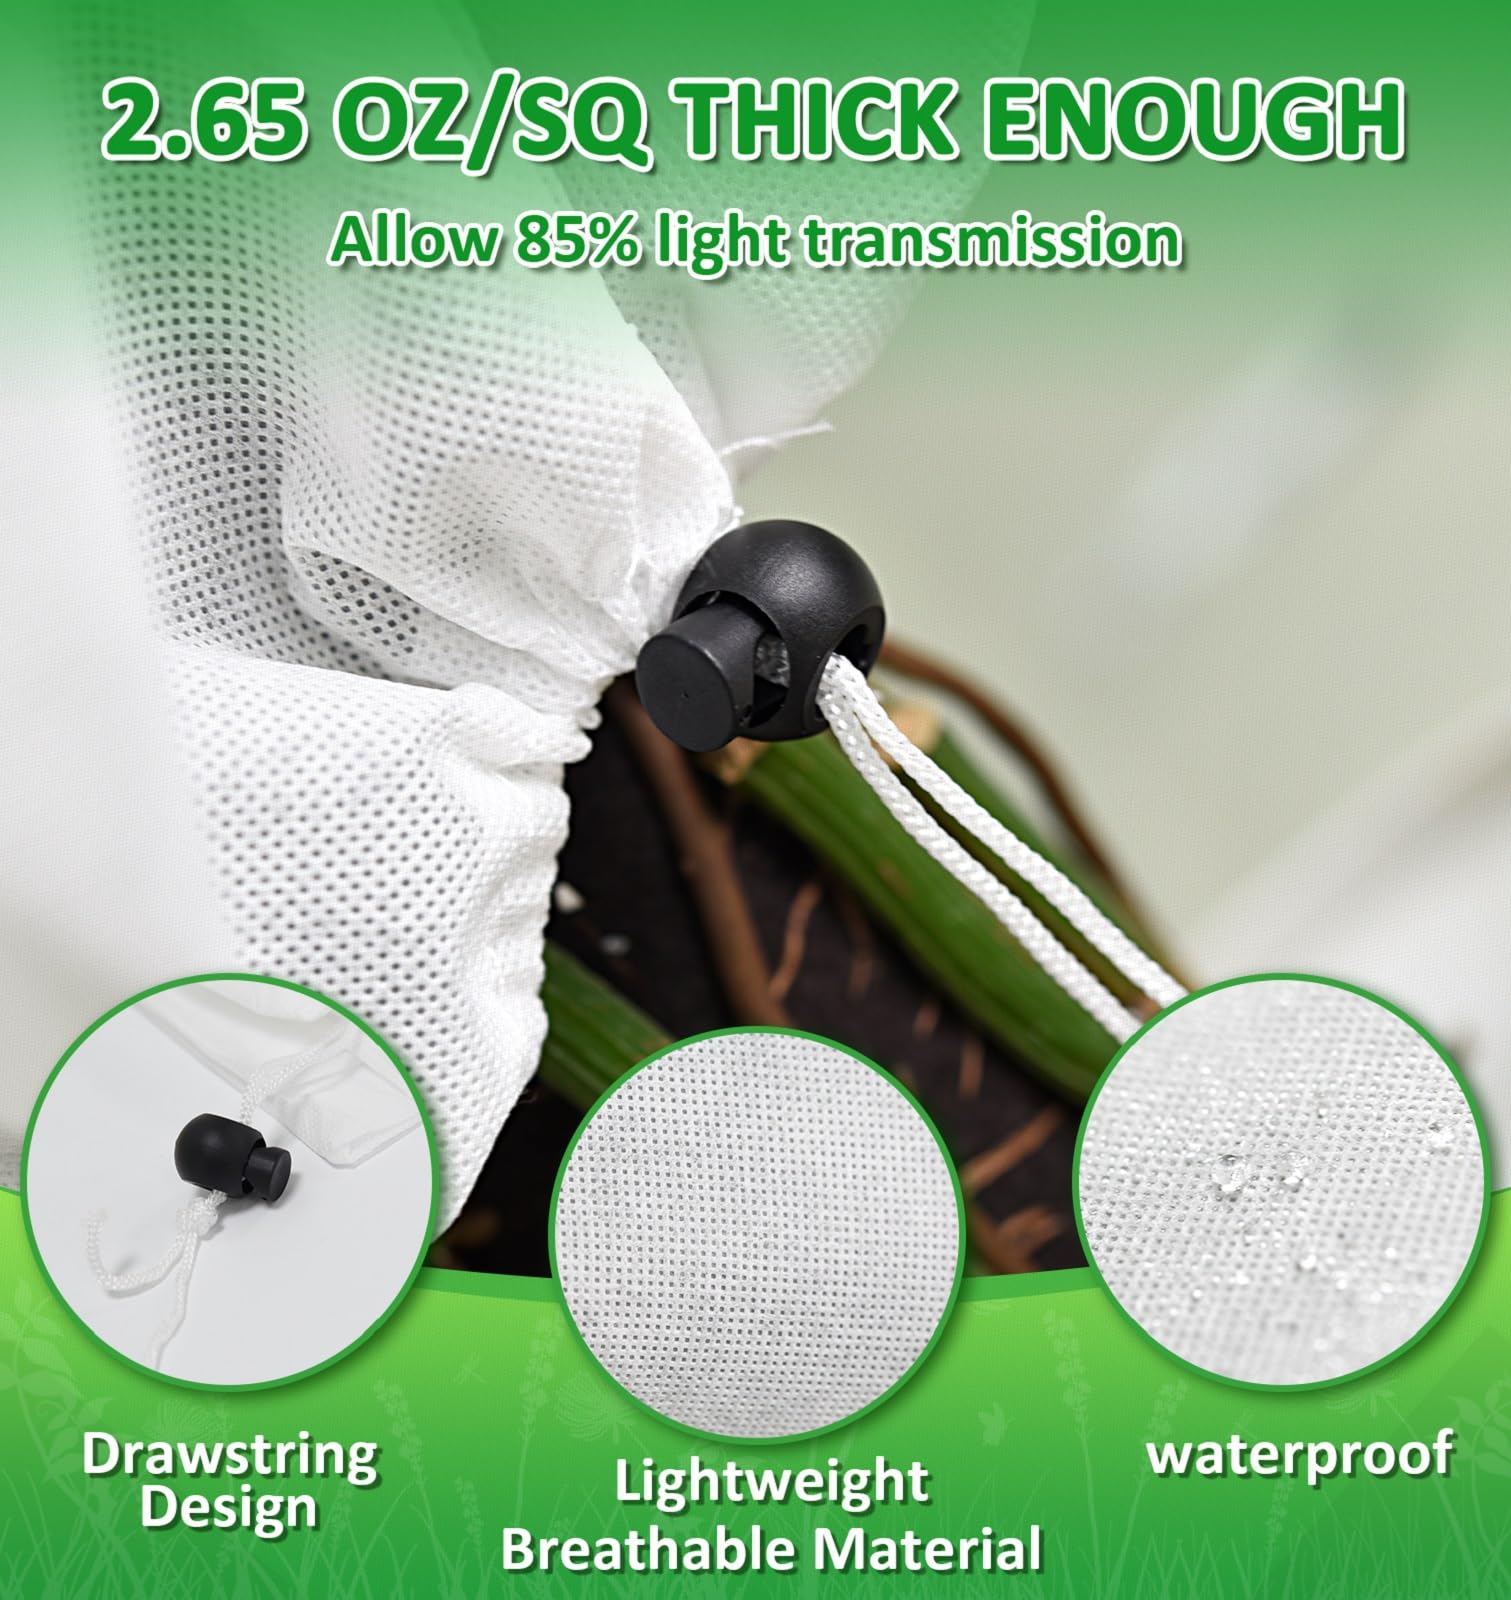 2.65 OZ/SQ THICK ENOUGH
Allow 85% light transmission
Drawstring
Design
Lightweight
Breathable Material
waterproof